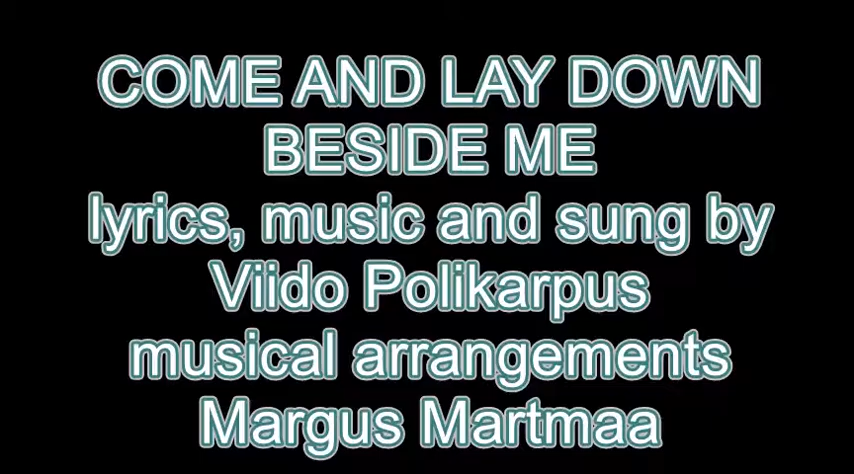 COME AND LAY DOWN
BESIDE ME
lyrics, music and sung by
Viido Polikarpus
musical arrangements
Margus Martmaa